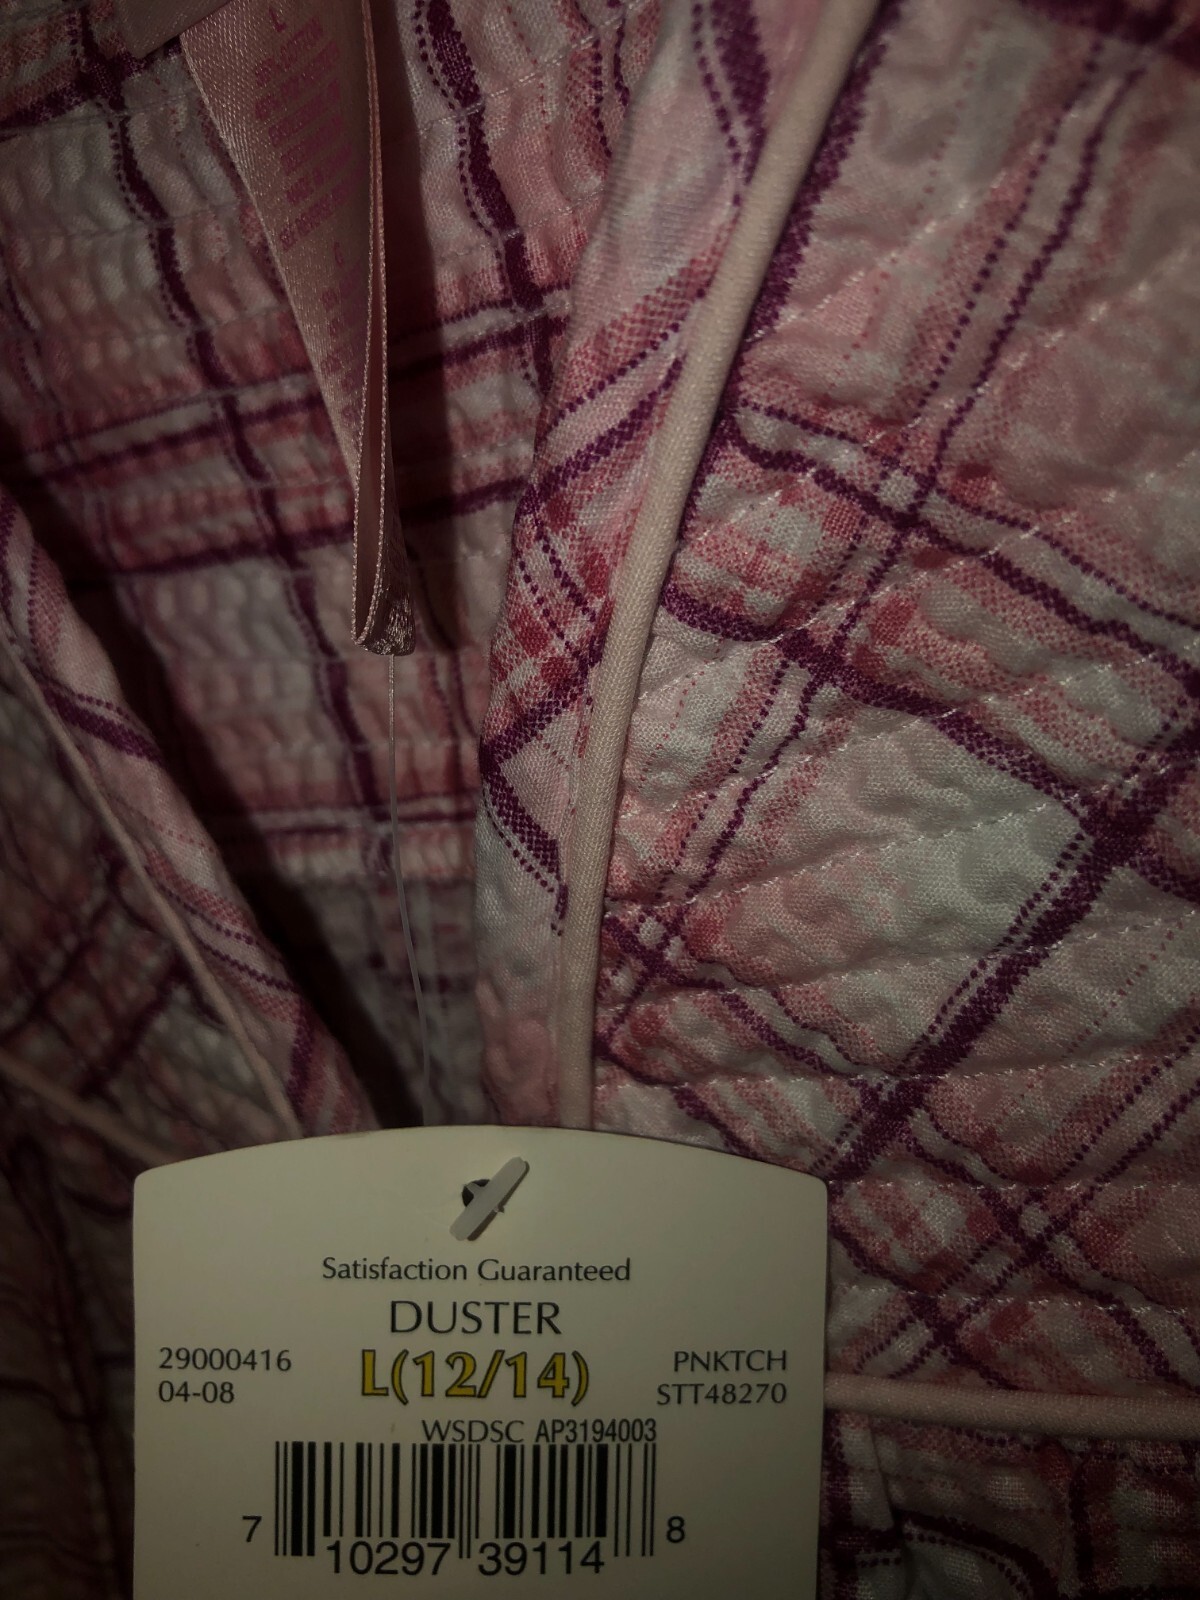 Satisfaction Guaranteed
DUSTER
29000416 L(12/14) PNKTCH
04-08 STT48270
WSDSC AP3194003
7 10297 39114 8